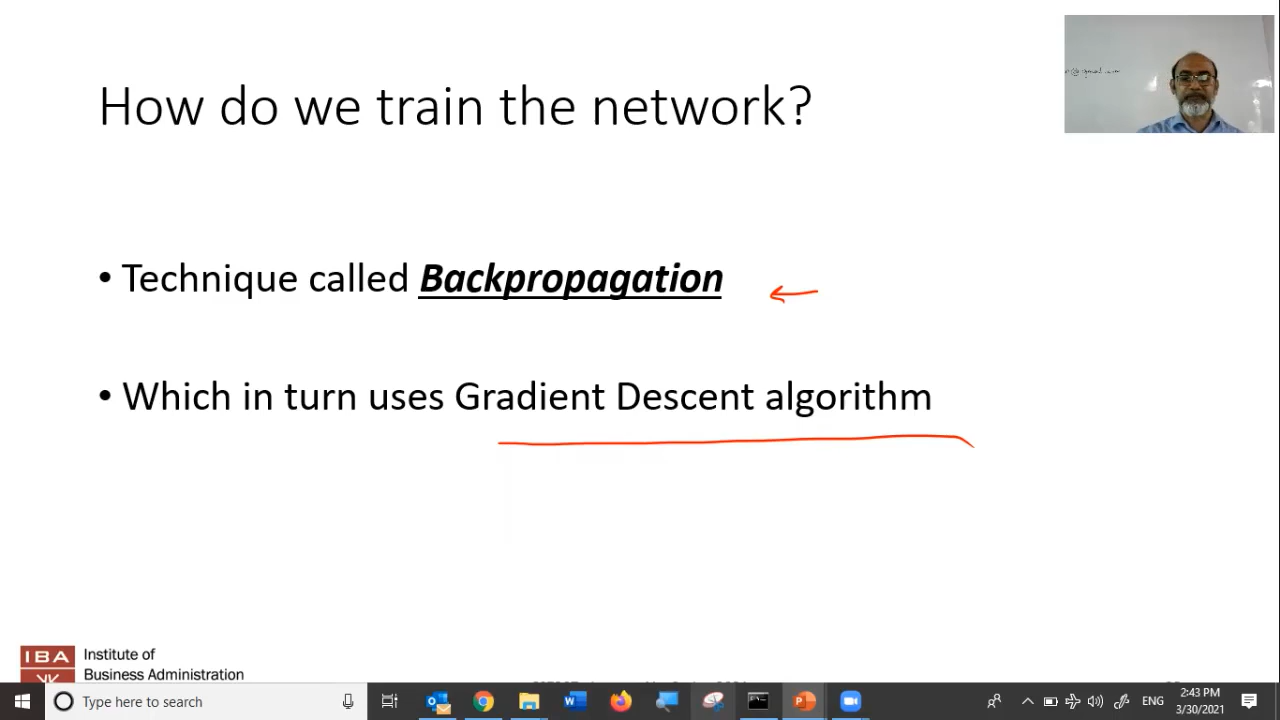 How do we train the network?
• Technique called Backpropagation
• Which in turn uses Gradient Descent algorithm
IBA
Institute of
Business Administration
Type here to search
ENG
2:43 PM
3/30/2021